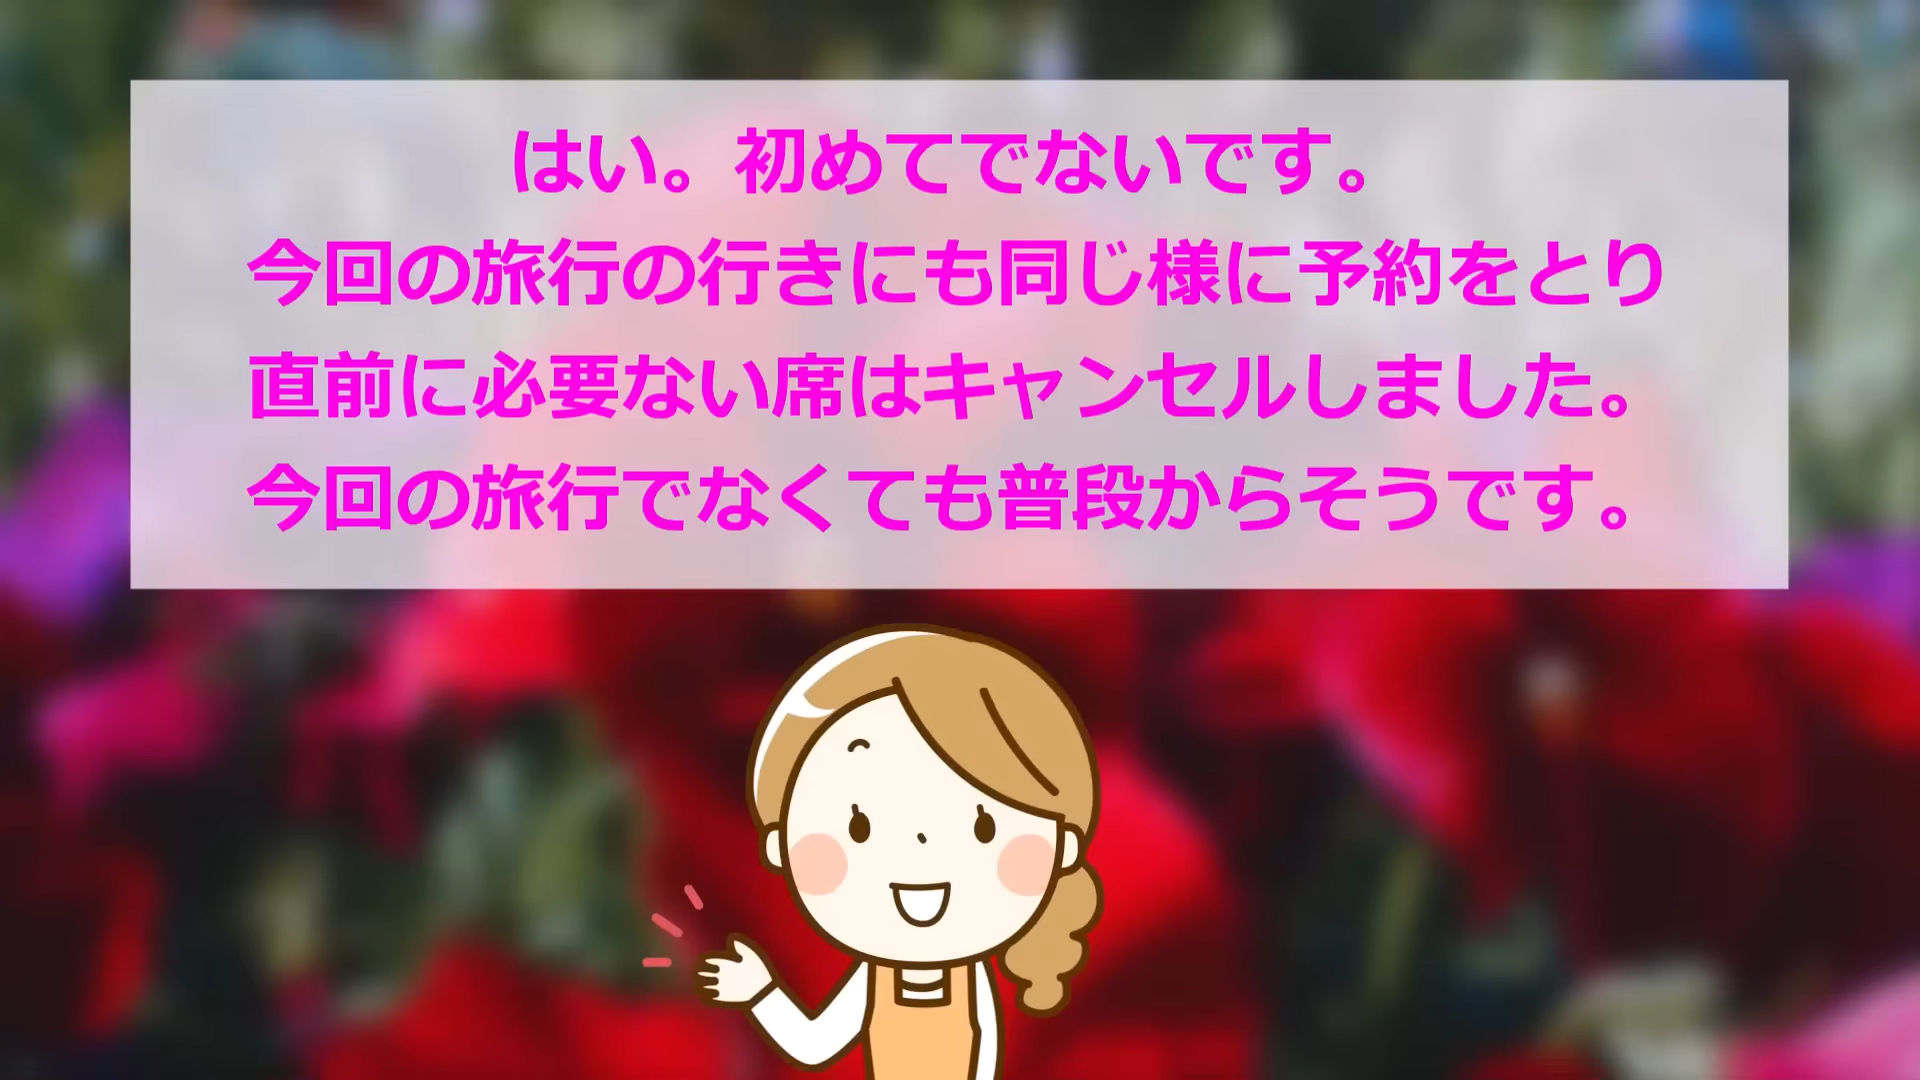 はい。初めてでないです。
今回の旅行の行きにも同じ様に予約をとり
直前に必要ない席はキャンセルしました。
今回の旅行でなくても普段からそうです。